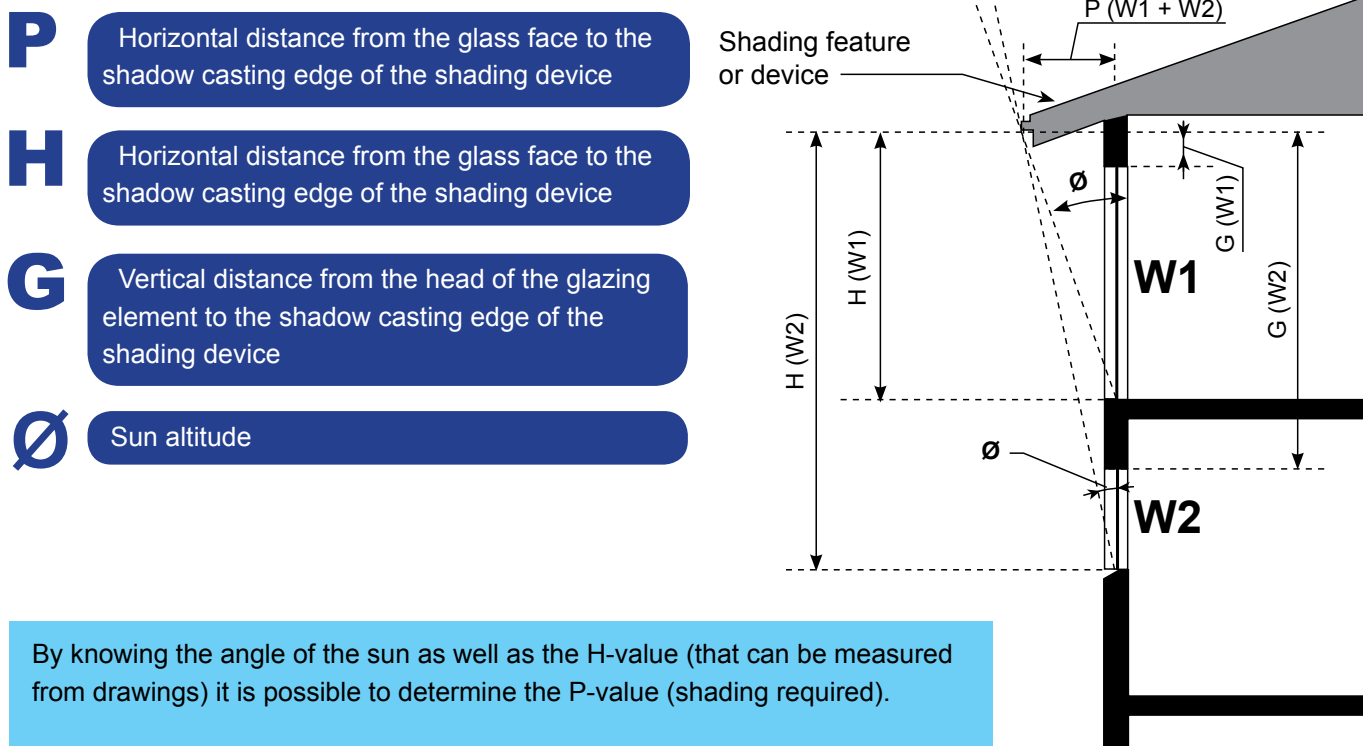 P
Horizontal distance from the glass face to the
shadow casting edge of the shading device
H
Horizontal distance from the glass face to the
shadow casting edge of the shading device
G
Vertical distance from the head of the glazing
element to the shadow casting edge of the
shading device
Ø
Sun altitude
P (W1 + W2)
Shading feature
or device
Ø
G (W1)
H (W1)
W1
G (W2)
H (W2)
Ø
W2
By knowing the angle of the sun as well as the H-value (that can be measured
from drawings) it is possible to determine the P-value (shading required).